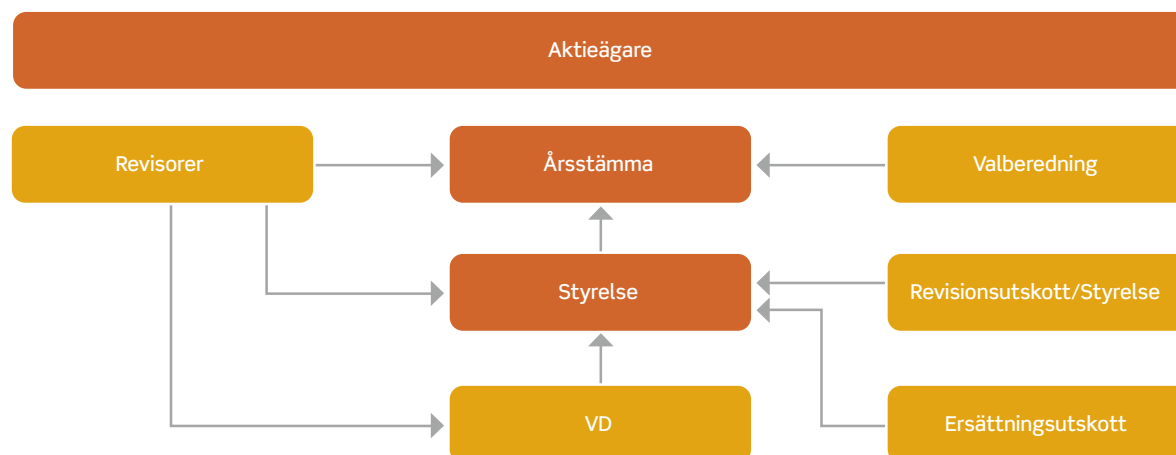 Aktieägare
Revisorer
Årsstämma
Valberedning
Styrelse
Revisionsutskott/Styrelse
VD
Ersättningsutskott